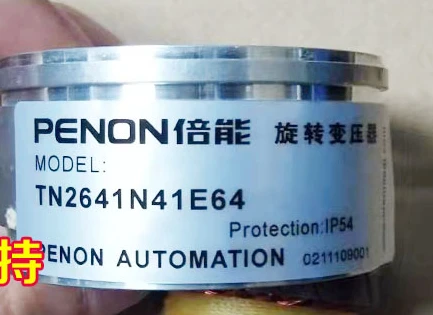 PENON倍能 旋转变压器
MODEL:
TN2641N41E64
Protection:IP54
PENON AUTOMATION 0211109001
持